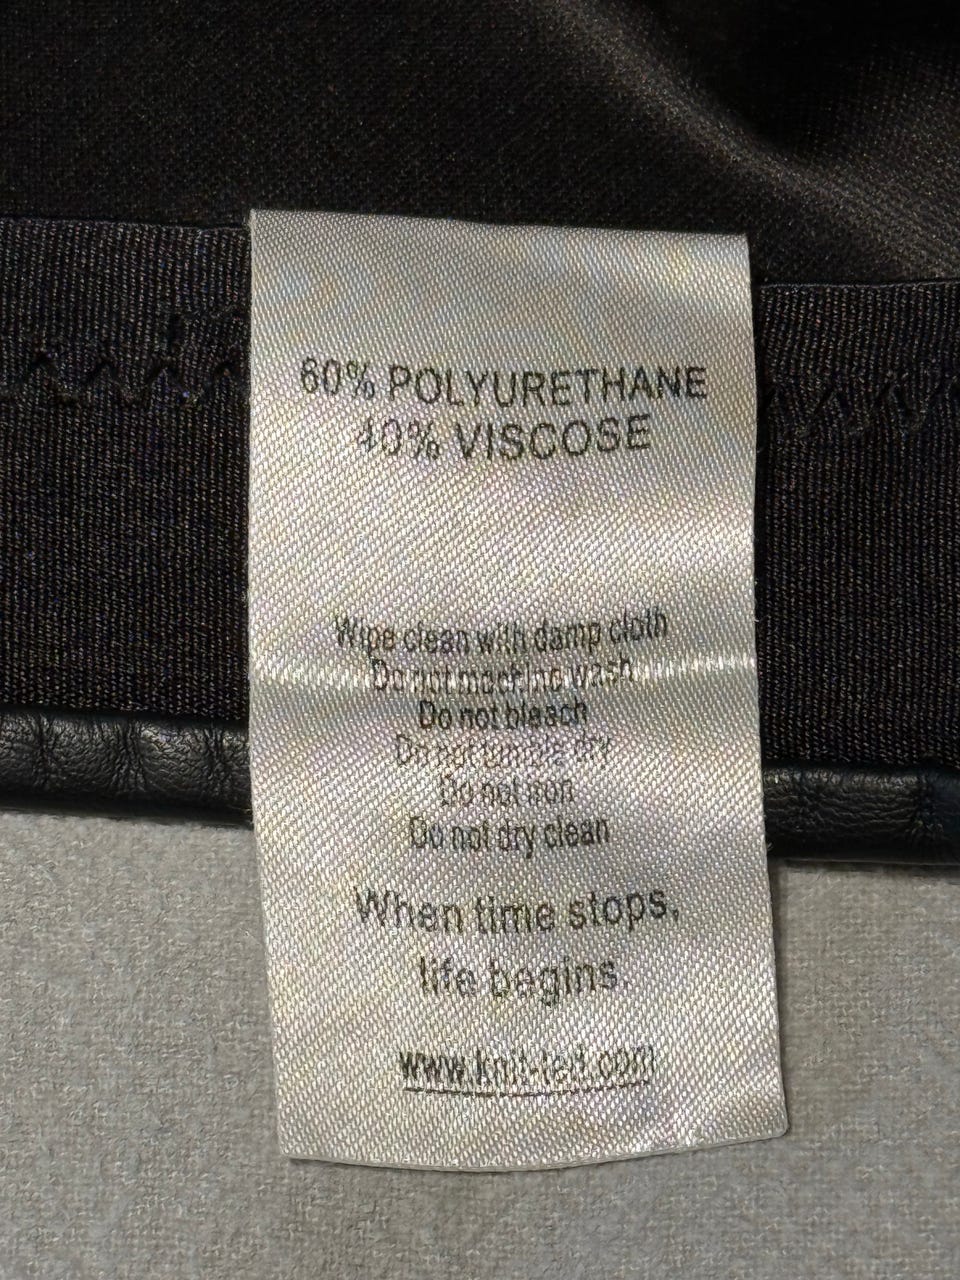 60% POLYURETHANE
40% VISCOSE
Wipe clean with damp cloth
Do not machine wash
Do not bleach
Do not tumble dry
Do not iron
Do not dry clean
When time stops,
life begins.
www.knit-ted.com